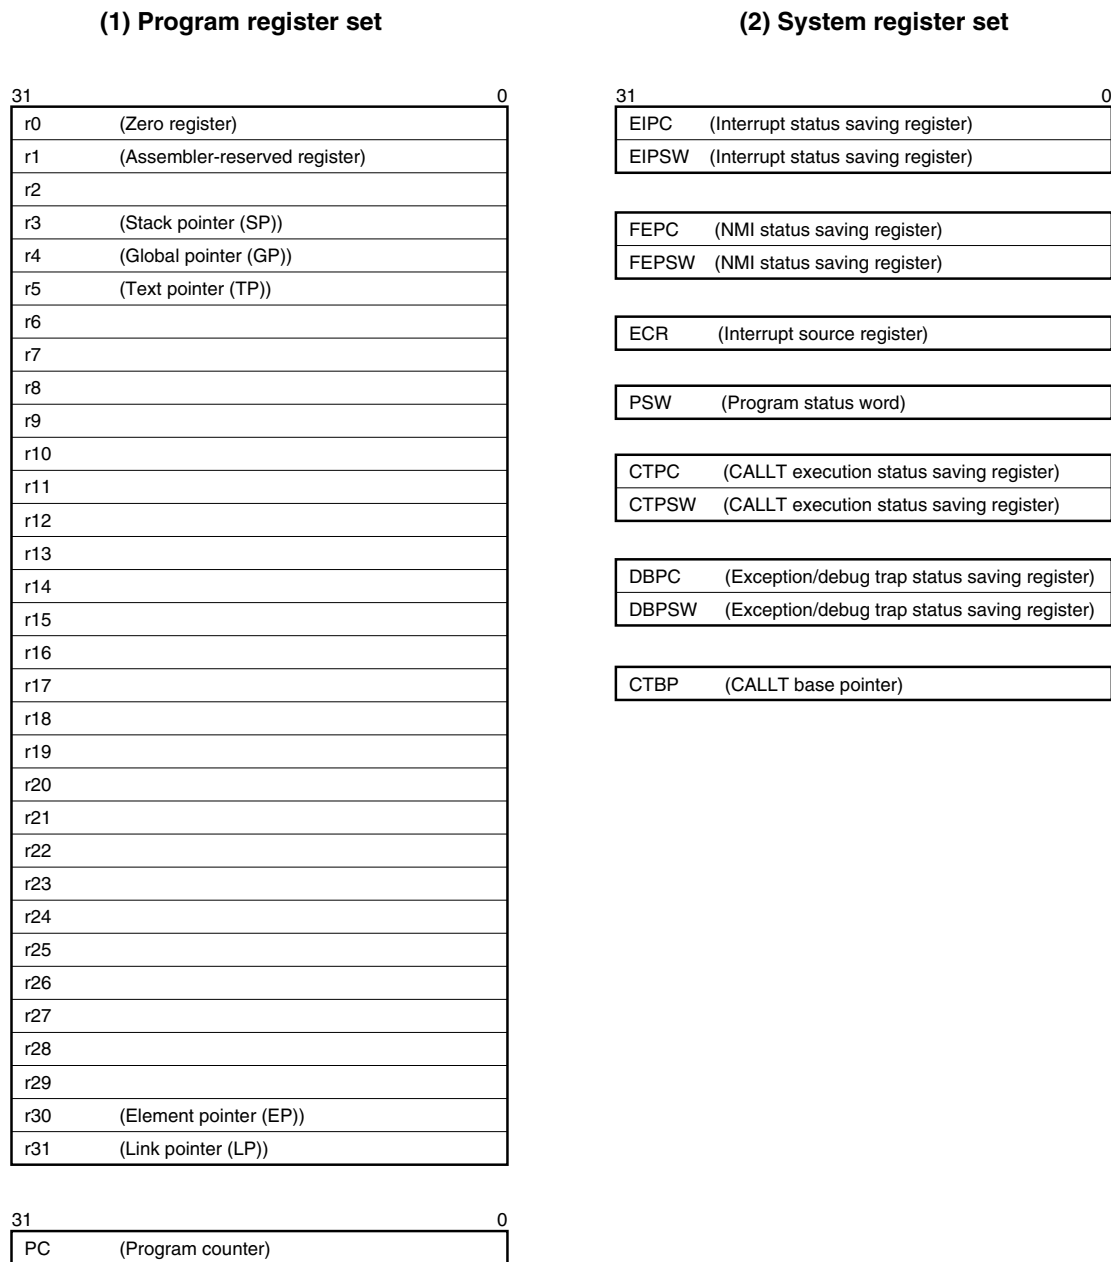 (1) Program register set
31 0
r0 (Zero register)
r1 (Assembler-reserved register)
r2
r3 (Stack pointer (SP))
r4 (Global pointer (GP))
r5 (Text pointer (TP))
r6
r7
r8
r9
r10
r11
r12
r13
r14
r15
r16
r17
r18
r19
r20
r21
r22
r23
r24
r25
r26
r27
r28
r29
r30 (Element pointer (EP))
r31 (Link pointer (LP))
31 0
PC (Program counter)
(2) System register set
31 0
EIPC (Interrupt status saving register)
EIPSW (Interrupt status saving register)
FEPC (NMI status saving register)
FEPSW (NMI status saving register)
ECR (Interrupt source register)
PSW (Program status word)
CTPC (CALLT execution status saving register)
CTPSW (CALLT execution status saving register)
DBPC (Exception/debug trap status saving register)
DBPSW (Exception/debug trap status saving register)
CTBP (CALLT base pointer)